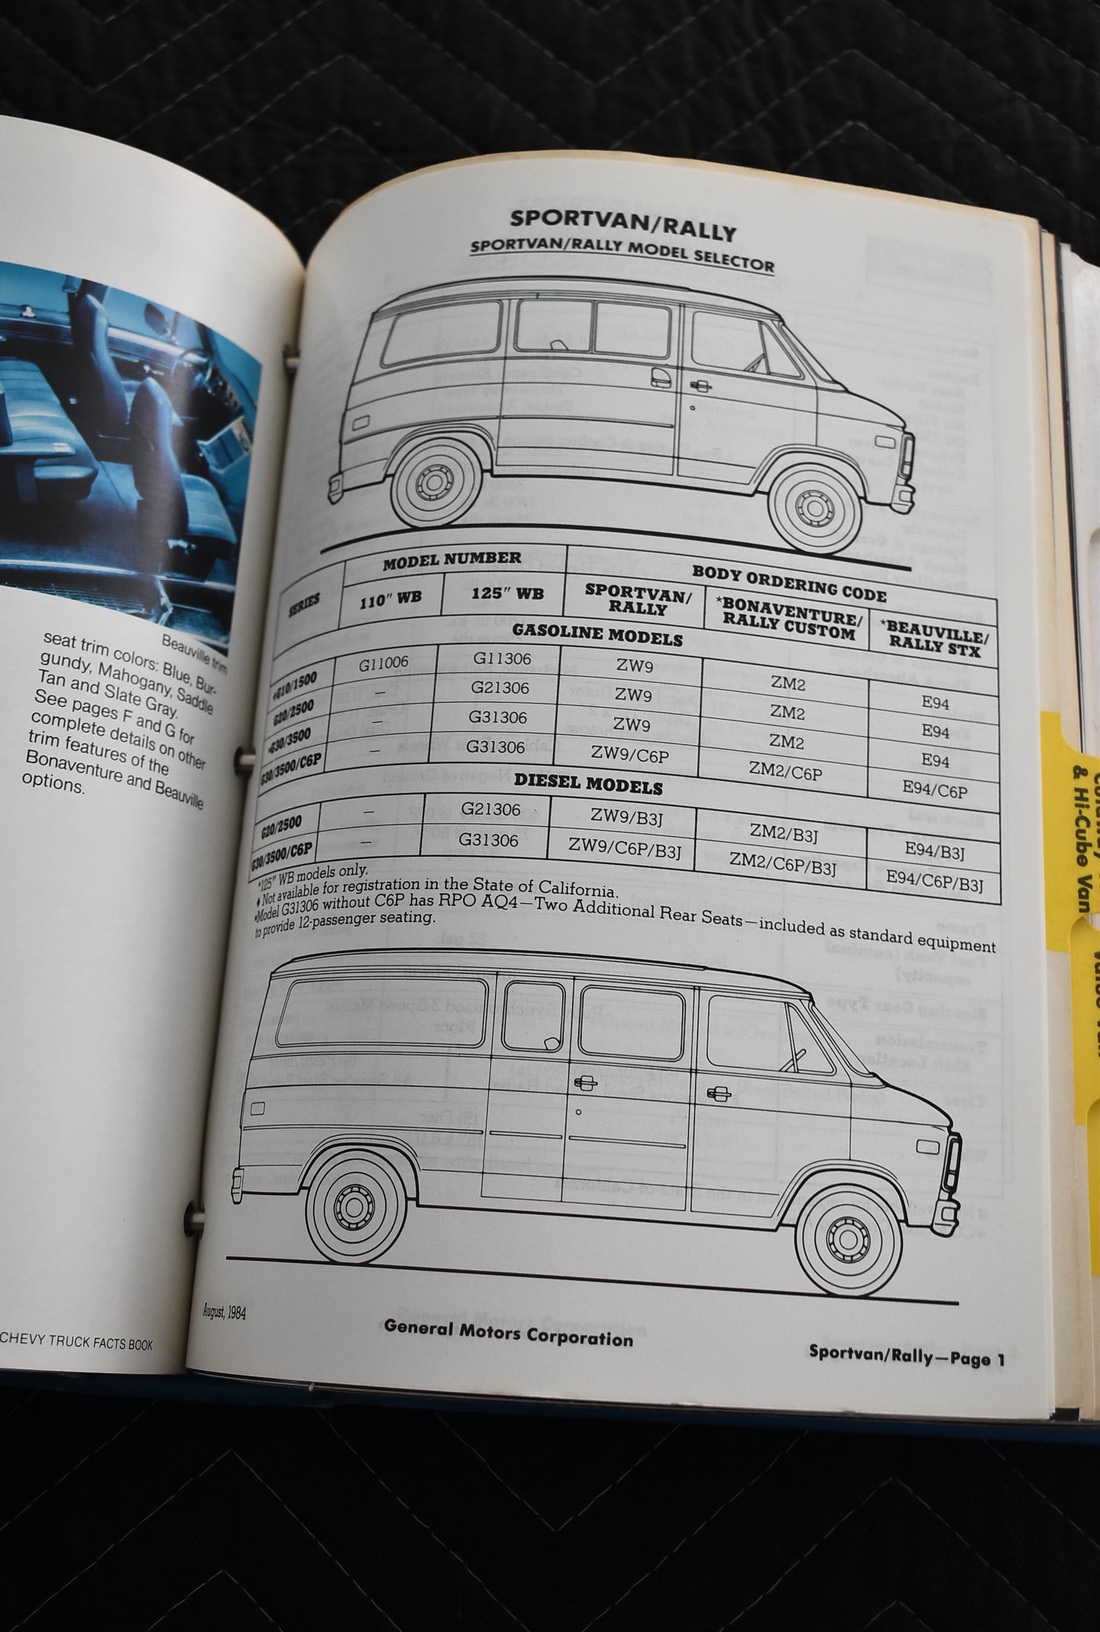 Beauville trim
seat trim colors: Blue, Bur-
gundy, Mahogany, Saddle
Tan and Slate Gray.
See pages F and G for
complete details on other
trim features of the
Bonaventure and Beauville
options.
CHEVY TRUCK FACTS BOOK
SPORTVAN/RALLY
SPORTVAN/RALLY MODEL SELECTOR
SERIES
MODEL NUMBER
BODY ORDERING CODE
110" WB
125" WB
SPORTVAN/
RALLY
*BONAVENTURE/
RALLY CUSTOM
*BEAUVILLE/
RALLY STX
GASOLINE MODELS
♦G10/1500 G11006 G11306 ZW9 ZM2 E94
G20/2500 — G21306 ZW9 ZM2 E94
•G30/3500 — G31306 ZW9 ZM2 E94
G30/3500/C6P — G31306 ZW9/C6P ZM2/C6P E94/C6P
DIESEL MODELS
G20/2500 — G21306 ZW9/B3J ZM2/B3J E94/B3J
G30/3500/C6P — G31306 ZW9/C6P/B3J ZM2/C6P/B3J E94/C6P/B3J
*125" WB models only.
♦Not available for registration in the State of California.
•Model G31306 without C6P has RPO AQ4—Two Additional Rear Seats—included as standard equipment
to provide 12-passenger seating.
August, 1984
General Motors Corporation
Sportvan/Rally—Page 1
& Hi-Cube Van